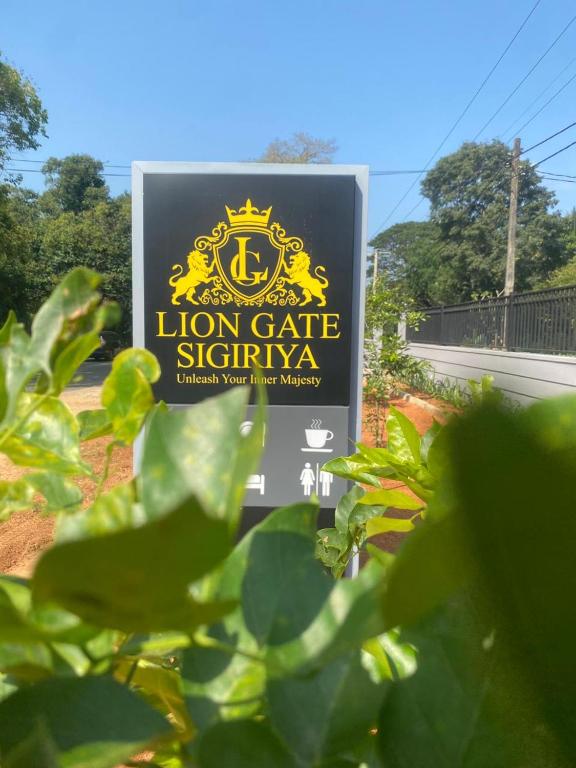 LG
LION GATE
SIGIRIYA
Unleash Your Inner Majesty